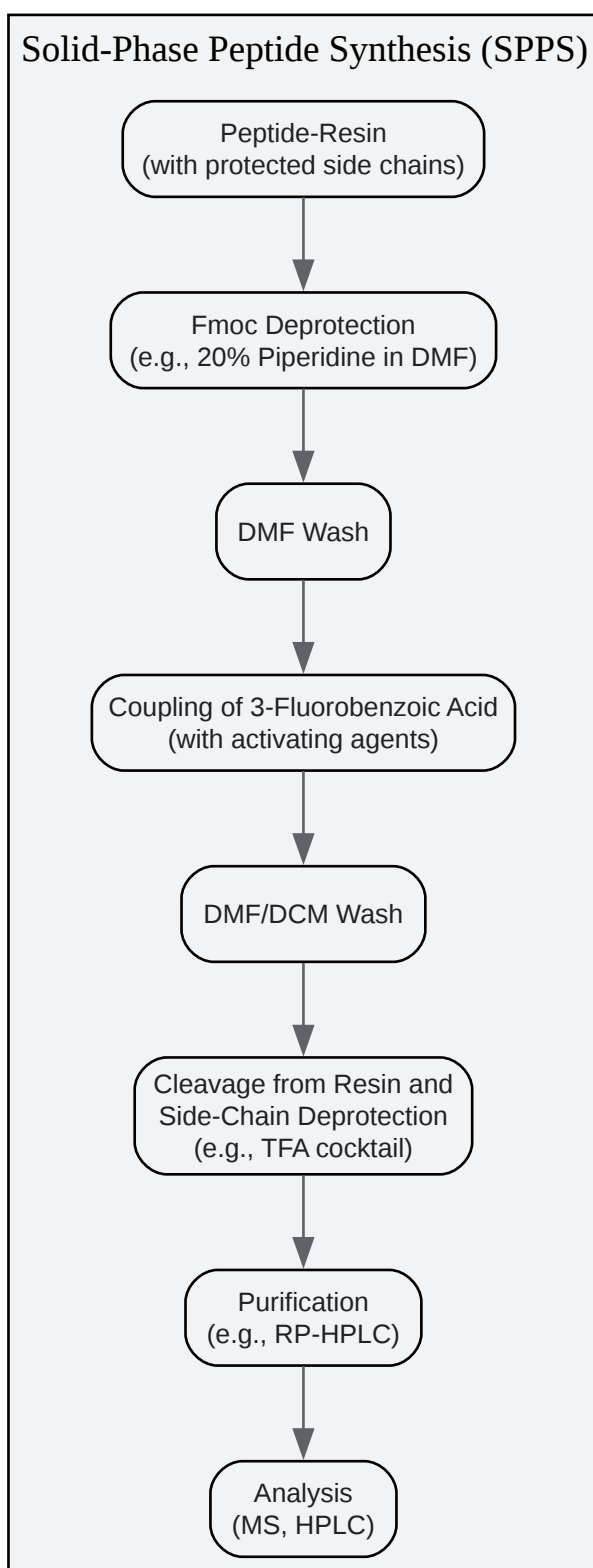 Solid-Phase Peptide Synthesis (SPPS)
Peptide-Resin
(with protected side chains)
Fmoc Deprotection
(e.g., 20% Piperidine in DMF)
DMF Wash
Coupling of 3-Fluorobenzoic Acid
(with activating agents)
DMF/DCM Wash
Cleavage from Resin and
Side-Chain Deprotection
(e.g., TFA cocktail)
Purification
(e.g., RP-HPLC)
Analysis
(MS, HPLC)